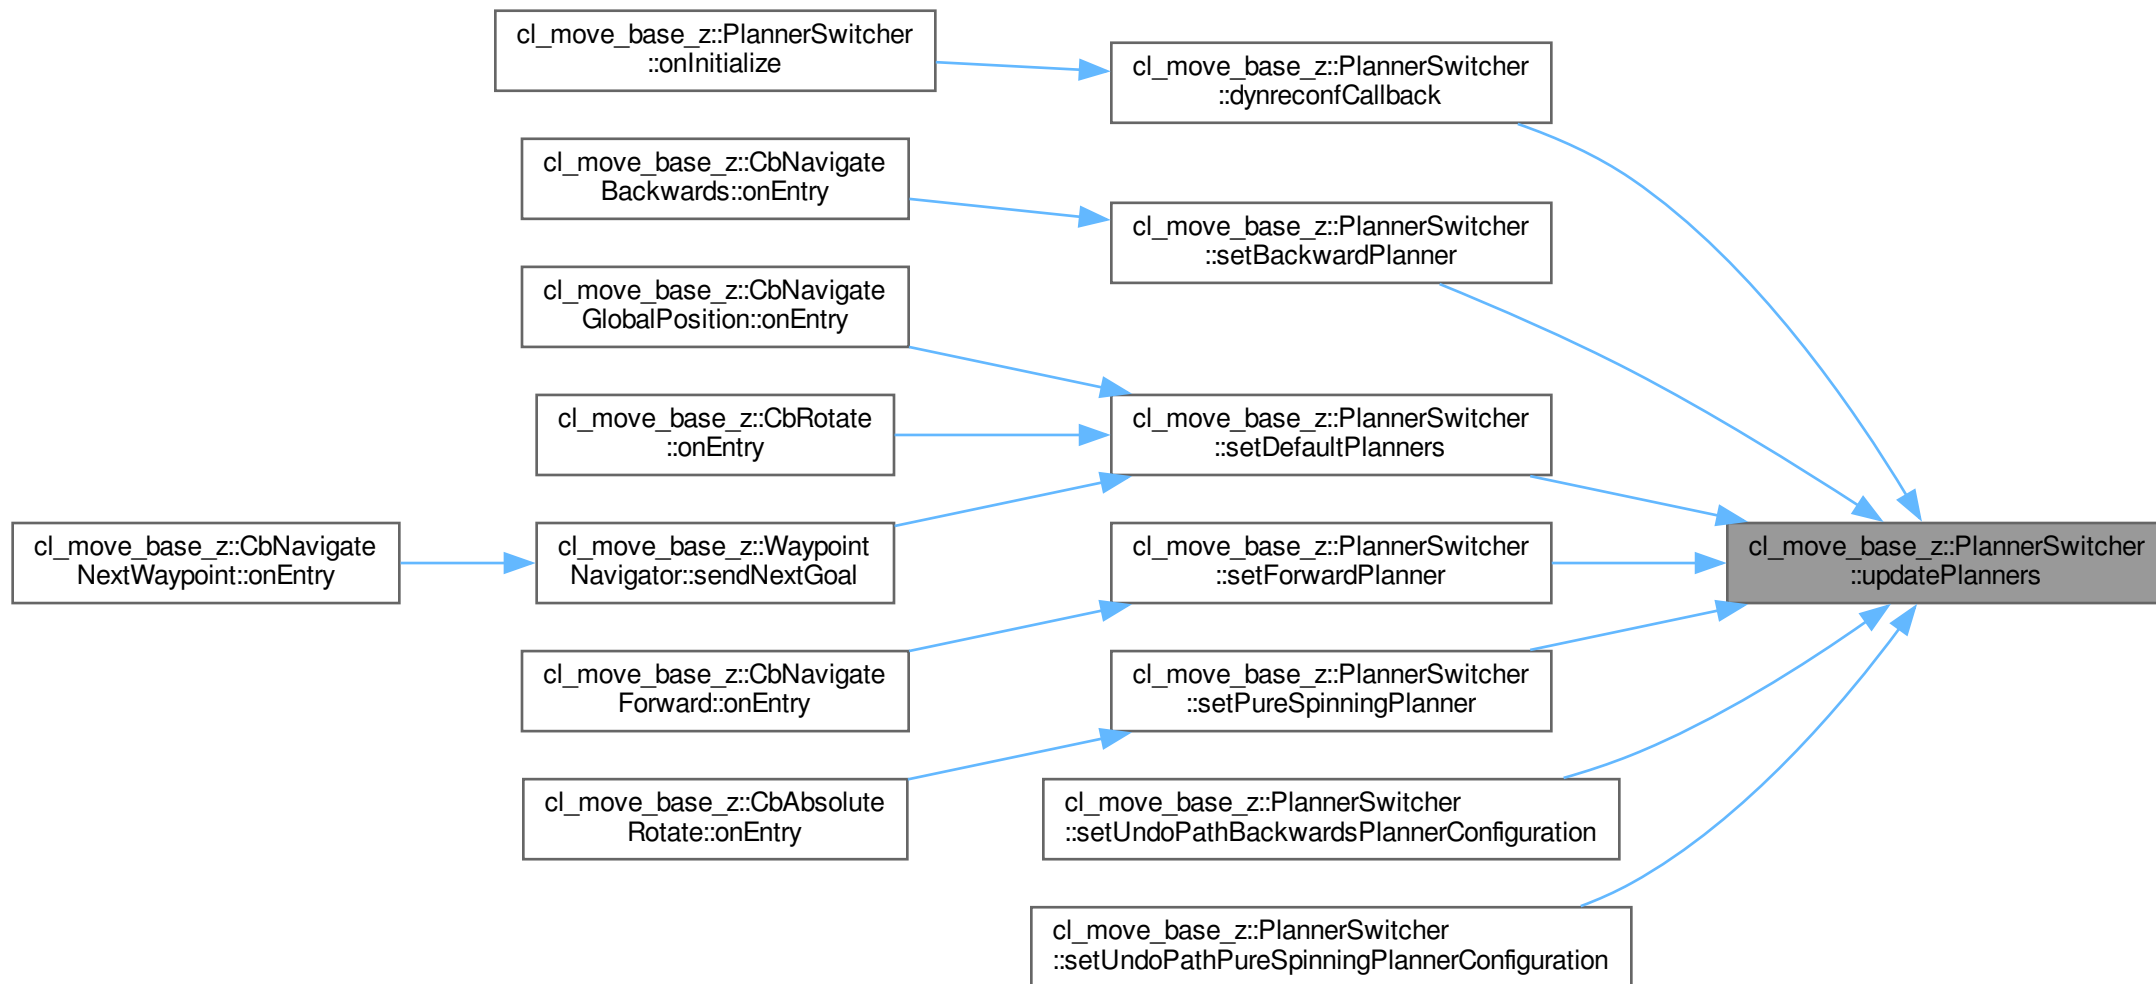 cl_move_base_z::PlannerSwitcher
::onInitialize
cl_move_base_z::PlannerSwitcher
::dynreconfCallback
cl_move_base_z::CbNavigate
Backwards::onEntry
cl_move_base_z::PlannerSwitcher
::setBackwardPlanner
cl_move_base_z::CbNavigate
GlobalPosition::onEntry
cl_move_base_z::CbRotate
::onEntry
cl_move_base_z::PlannerSwitcher
::setDefaultPlanners
cl_move_base_z::CbNavigate
NextWaypoint::onEntry
cl_move_base_z::Waypoint
Navigator::sendNextGoal
cl_move_base_z::PlannerSwitcher
::setForwardPlanner
cl_move_base_z::PlannerSwitcher
::updatePlanners
cl_move_base_z::CbNavigate
Forward::onEntry
cl_move_base_z::PlannerSwitcher
::setPureSpinningPlanner
cl_move_base_z::CbAbsolute
Rotate::onEntry
cl_move_base_z::PlannerSwitcher
::setUndoPathBackwardsPlannerConfiguration
cl_move_base_z::PlannerSwitcher
::setUndoPathPureSpinningPlannerConfiguration